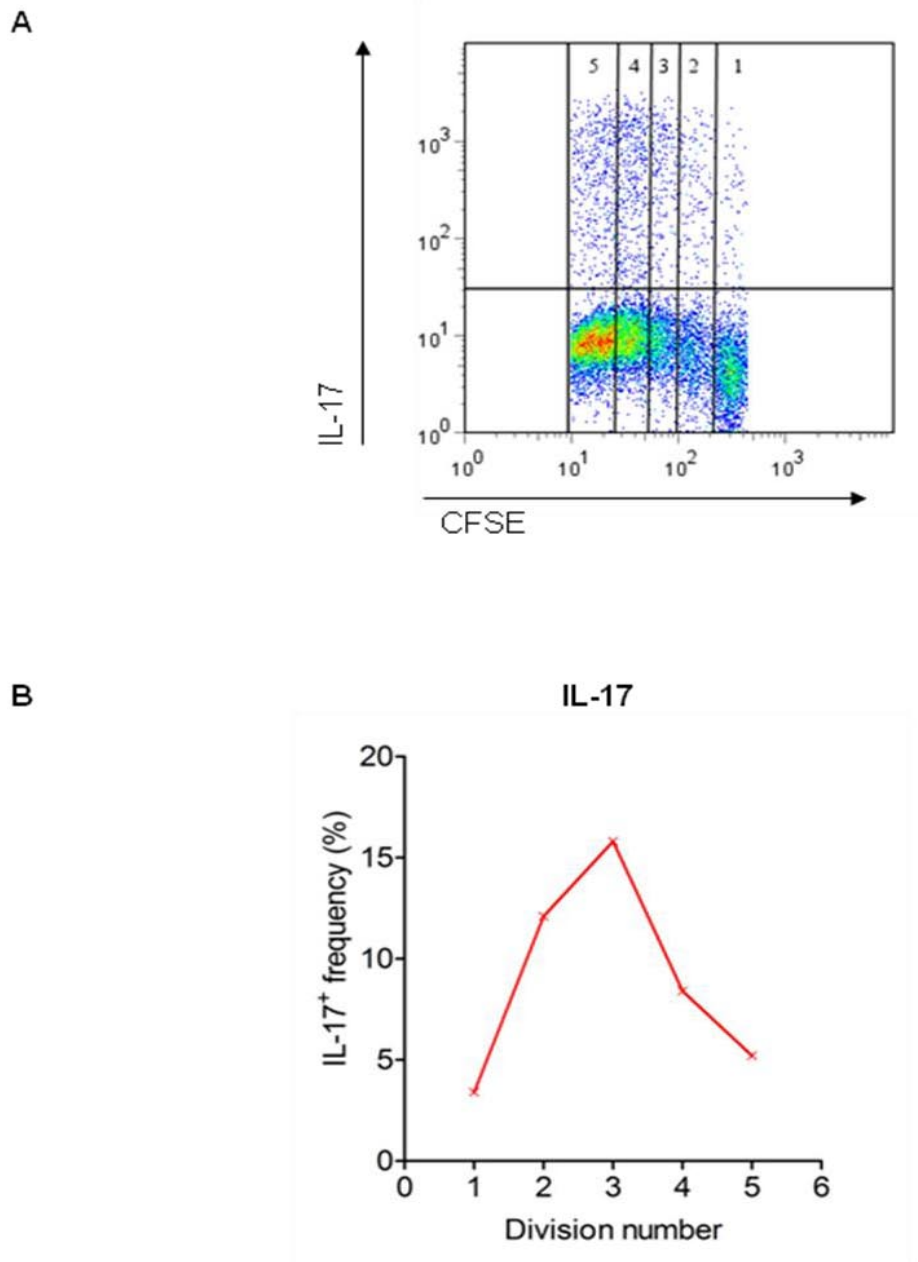 A
5 4 3 2 1
10³
10²
10¹
10⁰
IL-17
10⁰ 10¹ 10² 10³
CFSE
B
IL-17
20
15
10
5
0
IL-17⁺ frequency (%)
0 1 2 3 4 5 6
Division number